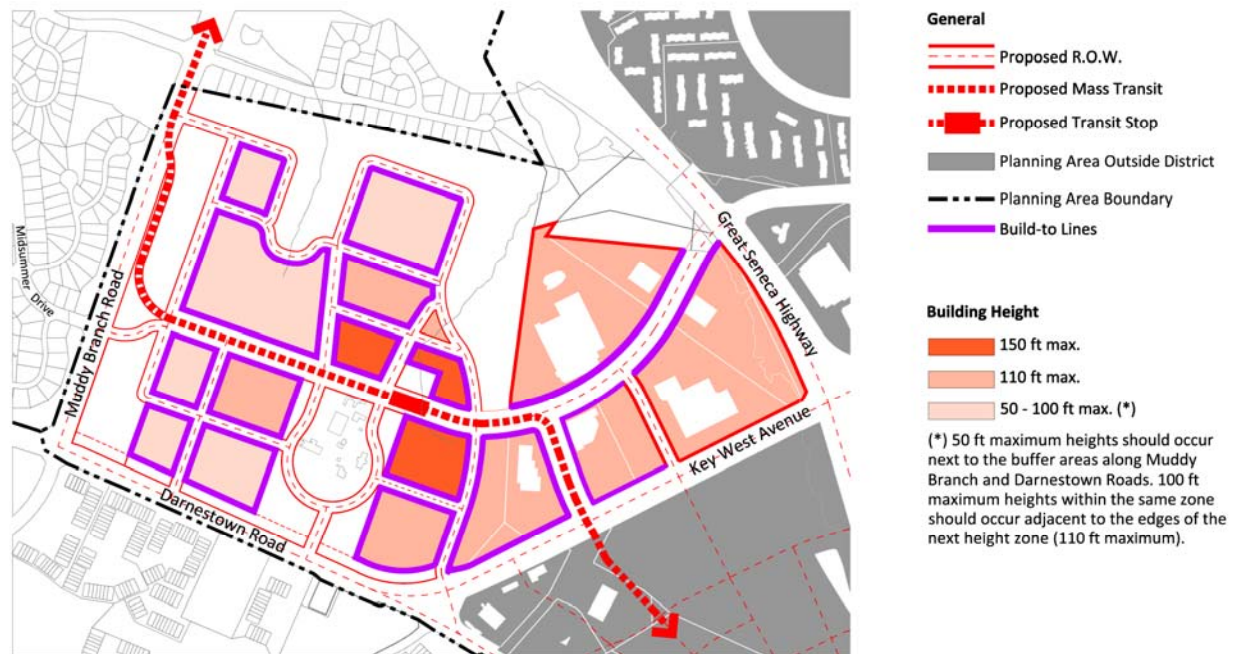 Midsummer
Drive
Muddy Branch Road
Darnestown Road
Great Seneca Highway
Key West Avenue
General
Proposed R.O.W.
Proposed Mass Transit
Proposed Transit Stop
Planning Area Outside District
Planning Area Boundary
Build-to Lines
Building Height
150 ft max.
110 ft max.
50 - 100 ft max. (*)
(*) 50 ft maximum heights should occur
next to the buffer areas along Muddy
Branch and Darnestown Roads. 100 ft
maximum heights within the same zone
should occur adjacent to the edges of the
next height zone (110 ft maximum).